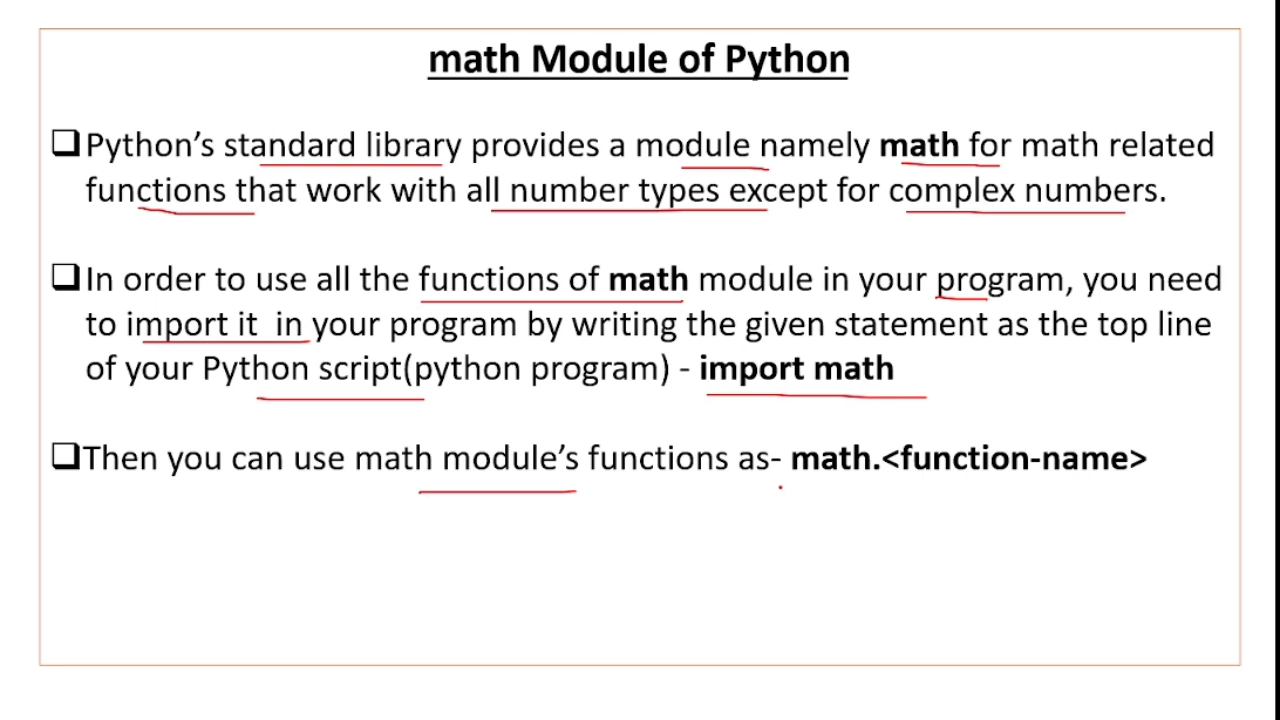 math Module of Python
❑Python’s standard library provides a module namely math for math related
functions that work with all number types except for complex numbers.
❑In order to use all the functions of math module in your program, you need
to import it in your program by writing the given statement as the top line
of your Python script(python program) - import math
❑Then you can use math module’s functions as- math.<function-name>